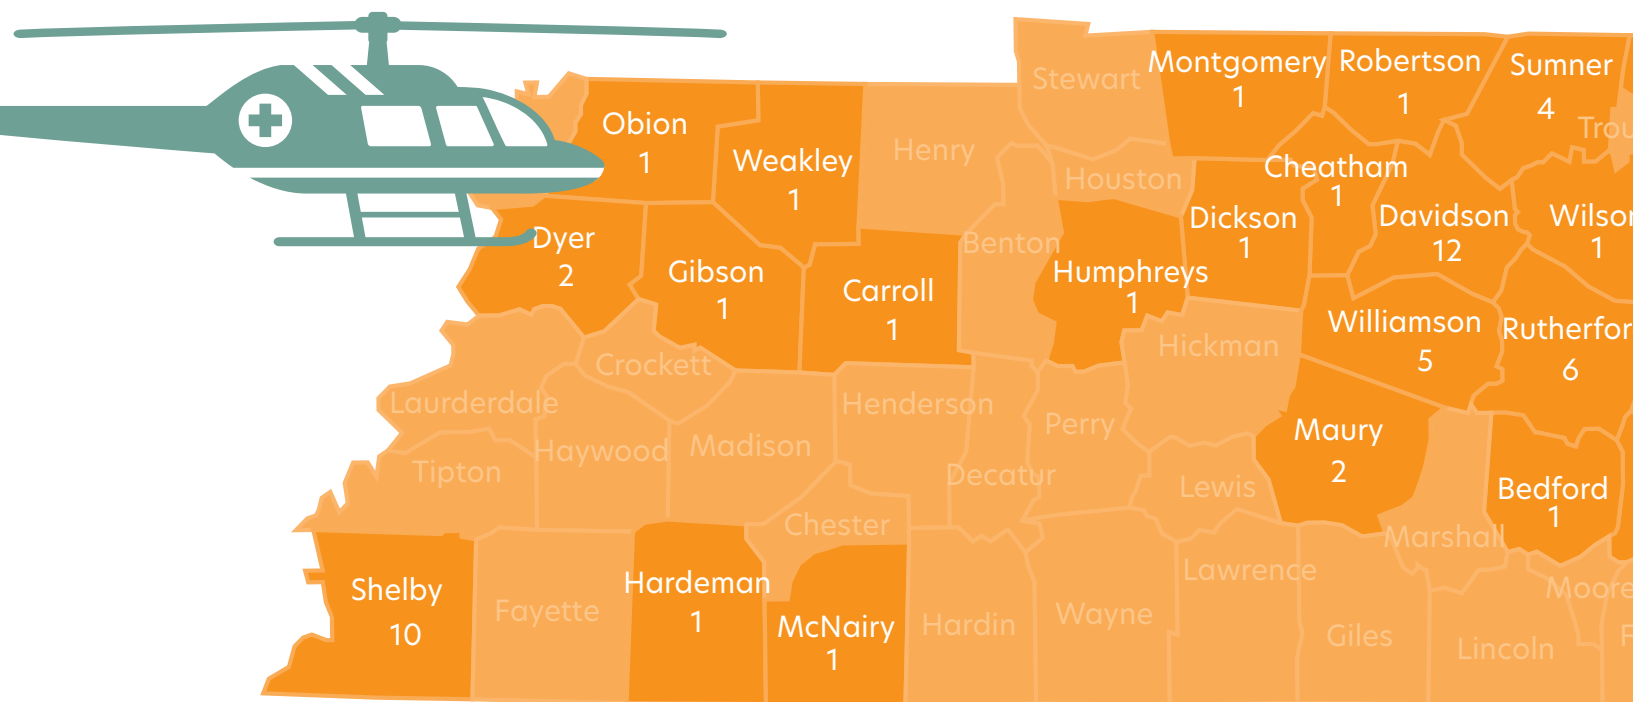 Stewart
Montgomery
1
Robertson
1
Sumner
4
Obion
1
Weakley
1
Henry
Houston
Cheatham
1
Dickson
1
Davidson
12
Dyer
2
Gibson
1
Carroll
1
Benton
Humphreys
1
Williamson
5
1
6
Hickman
Crockett
Laurderdale
Henderson
Perry
Maury
2
Haywood
Madison
Tipton
Decatur
Lewis
Bedford
1
Chester
Marshall
Shelby
10
Fayette
Hardeman
1
McNairy
1
Hardin
Wayne
Lawrence
Giles
Lincoln
Moore